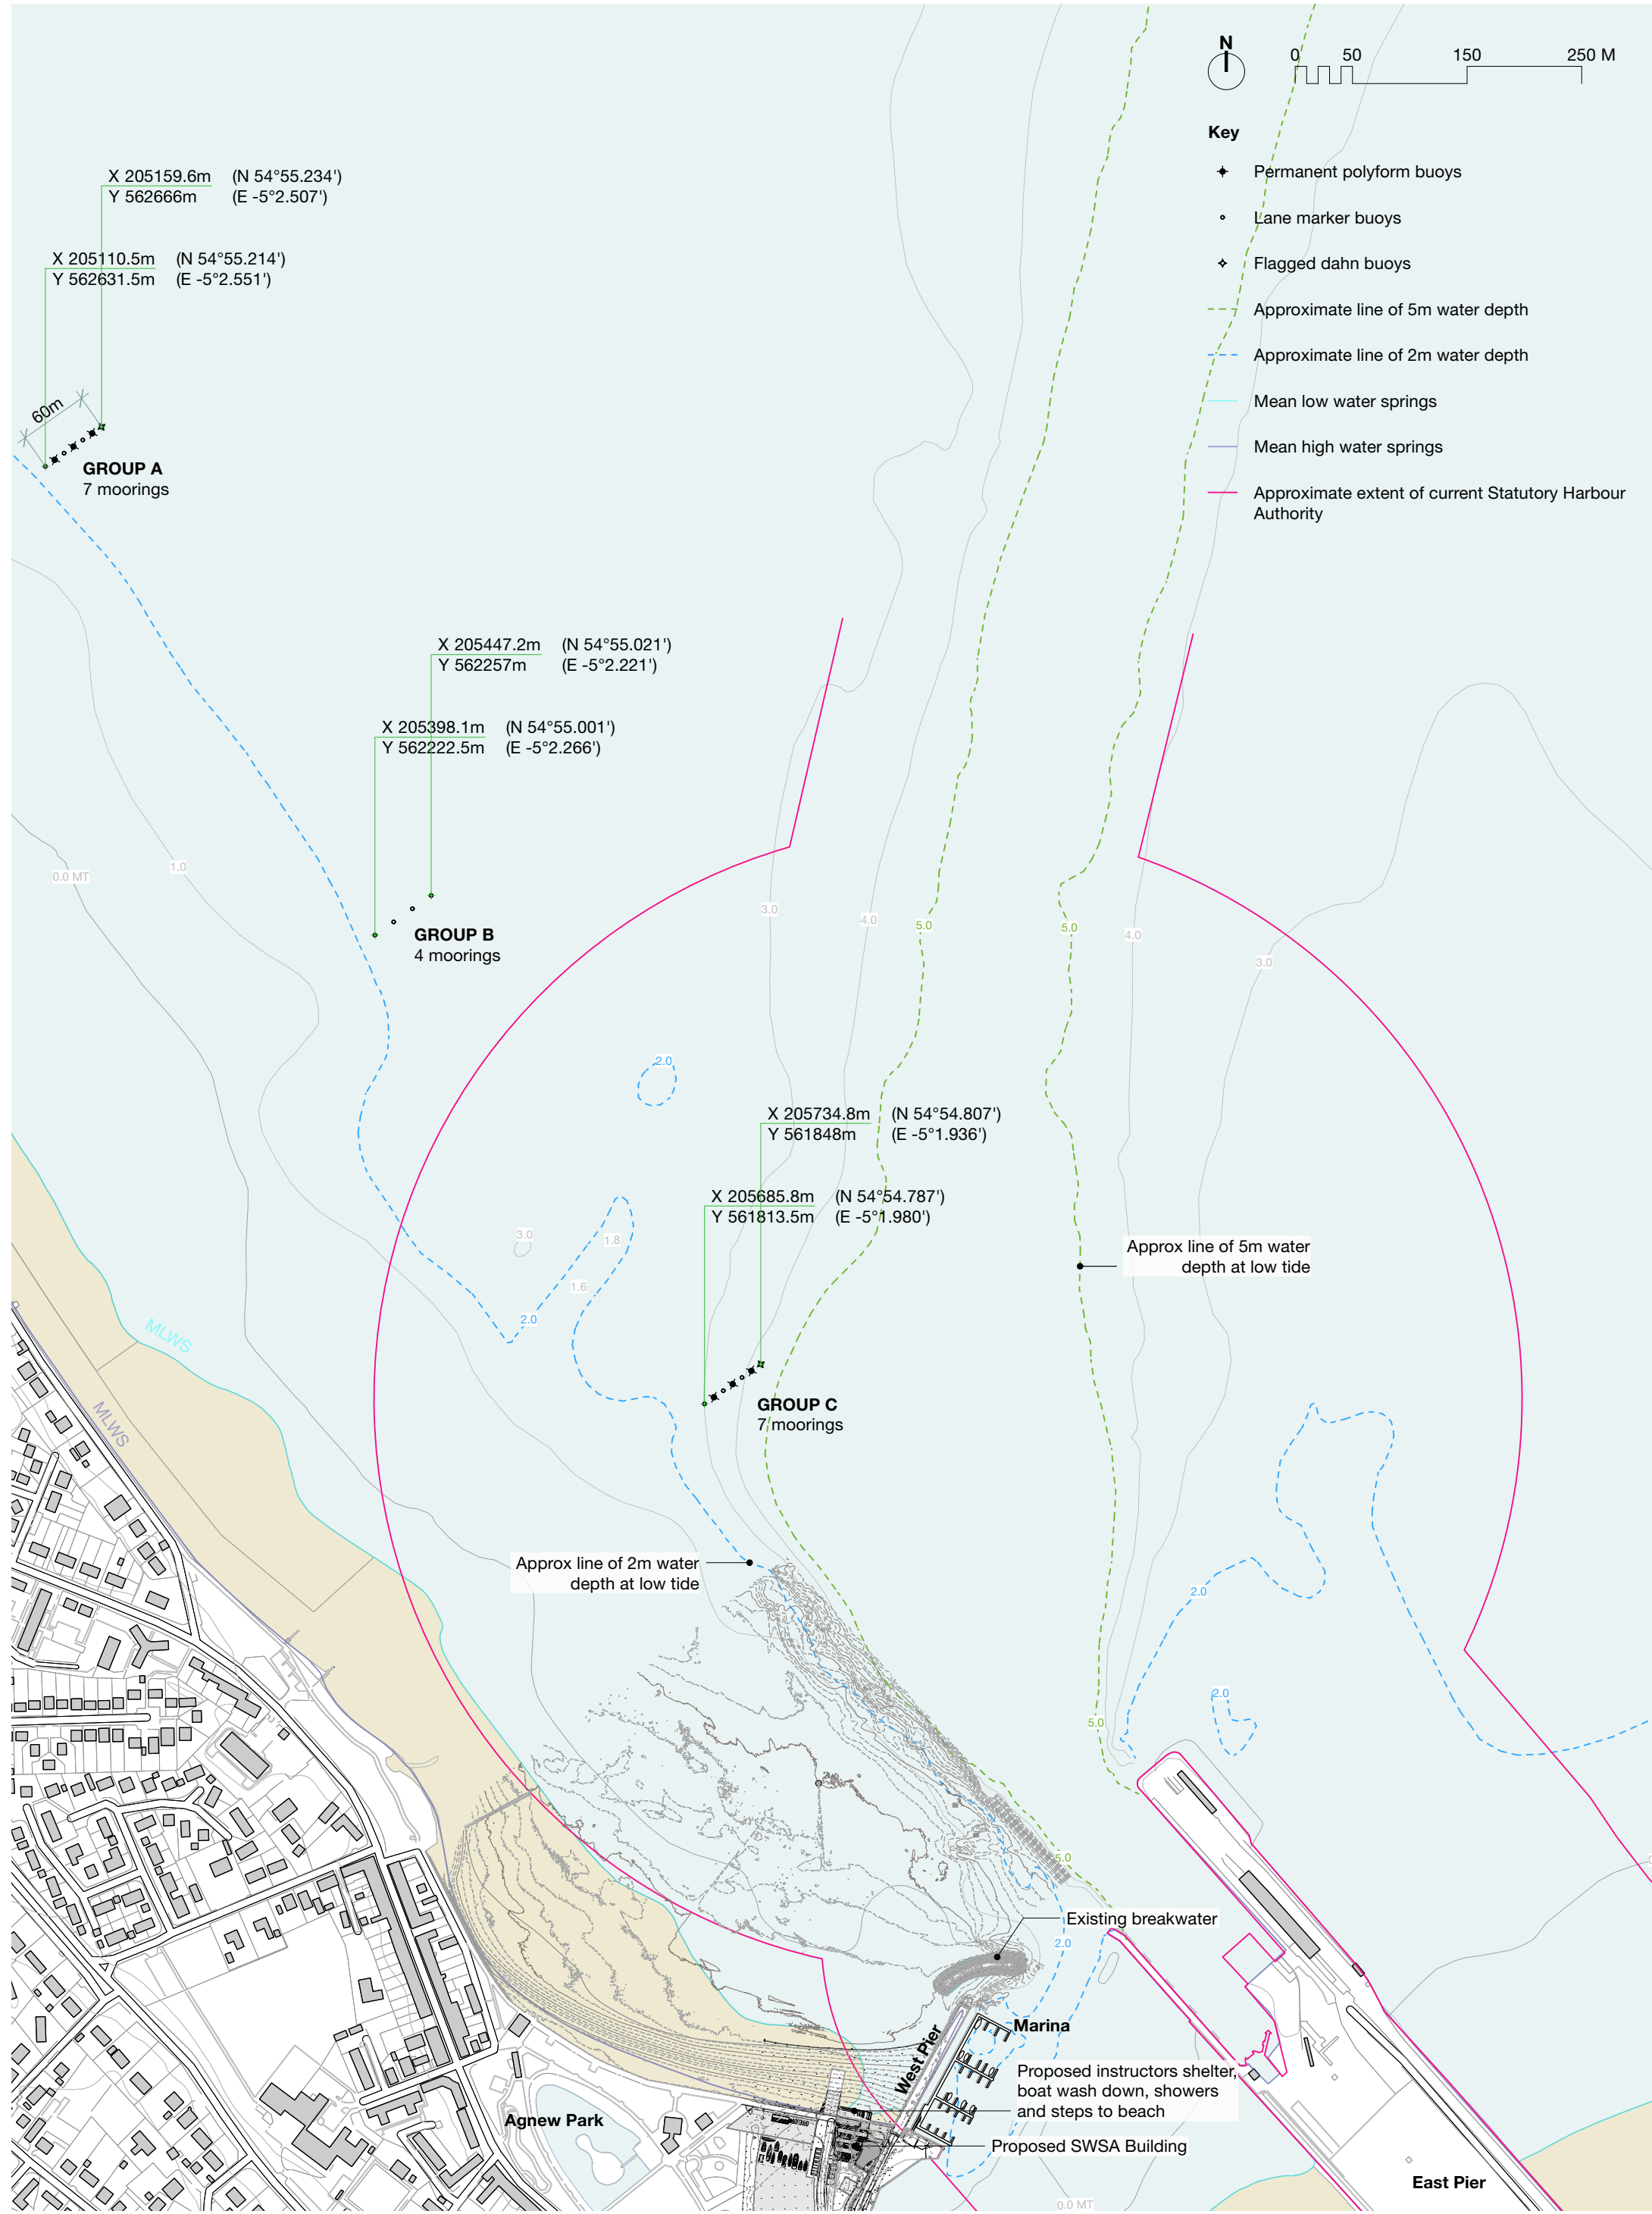 N
0 50 150 250 M
Key
Permanent polyform buoys
Lane marker buoys
Flagged dahn buoys
Approximate line of 5m water depth
Approximate line of 2m water depth
Mean low water springs
Mean high water springs
Approximate extent of current Statutory Harbour
Authority
X 205159.6m (N 54°55.234')
Y 562666m (E -5°2.507')
X 205110.5m (N 54°55.214')
Y 562631.5m (E -5°2.551')
60m
GROUP A
7 moorings
X 205447.2m (N 54°55.021')
Y 562257m (E -5°2.221')
X 205398.1m (N 54°55.001')
Y 562222.5m (E -5°2.266')
0.0 MT
1.0
GROUP B
4 moorings
3.0
4.0
5.0
5.0
4.0
3.0
2.0
X 205734.8m (N 54°54.807')
Y 561848m (E -5°1.936')
X 205685.8m (N 54°54.787')
Y 561813.5m (E -5°1.980')
3.0
1.8
1.6
2.0
Approx line of 5m water
depth at low tide
MLWS
MLWS
GROUP C
7 moorings
Approx line of 2m water
depth at low tide
2.0
2.0
5.0
5.0
Existing breakwater
2.0
West Pier
Marina
Proposed instructors shelter,
boat wash down, showers
and steps to beach
Agnew Park
Proposed SWSA Building
East Pier
0.0 MT